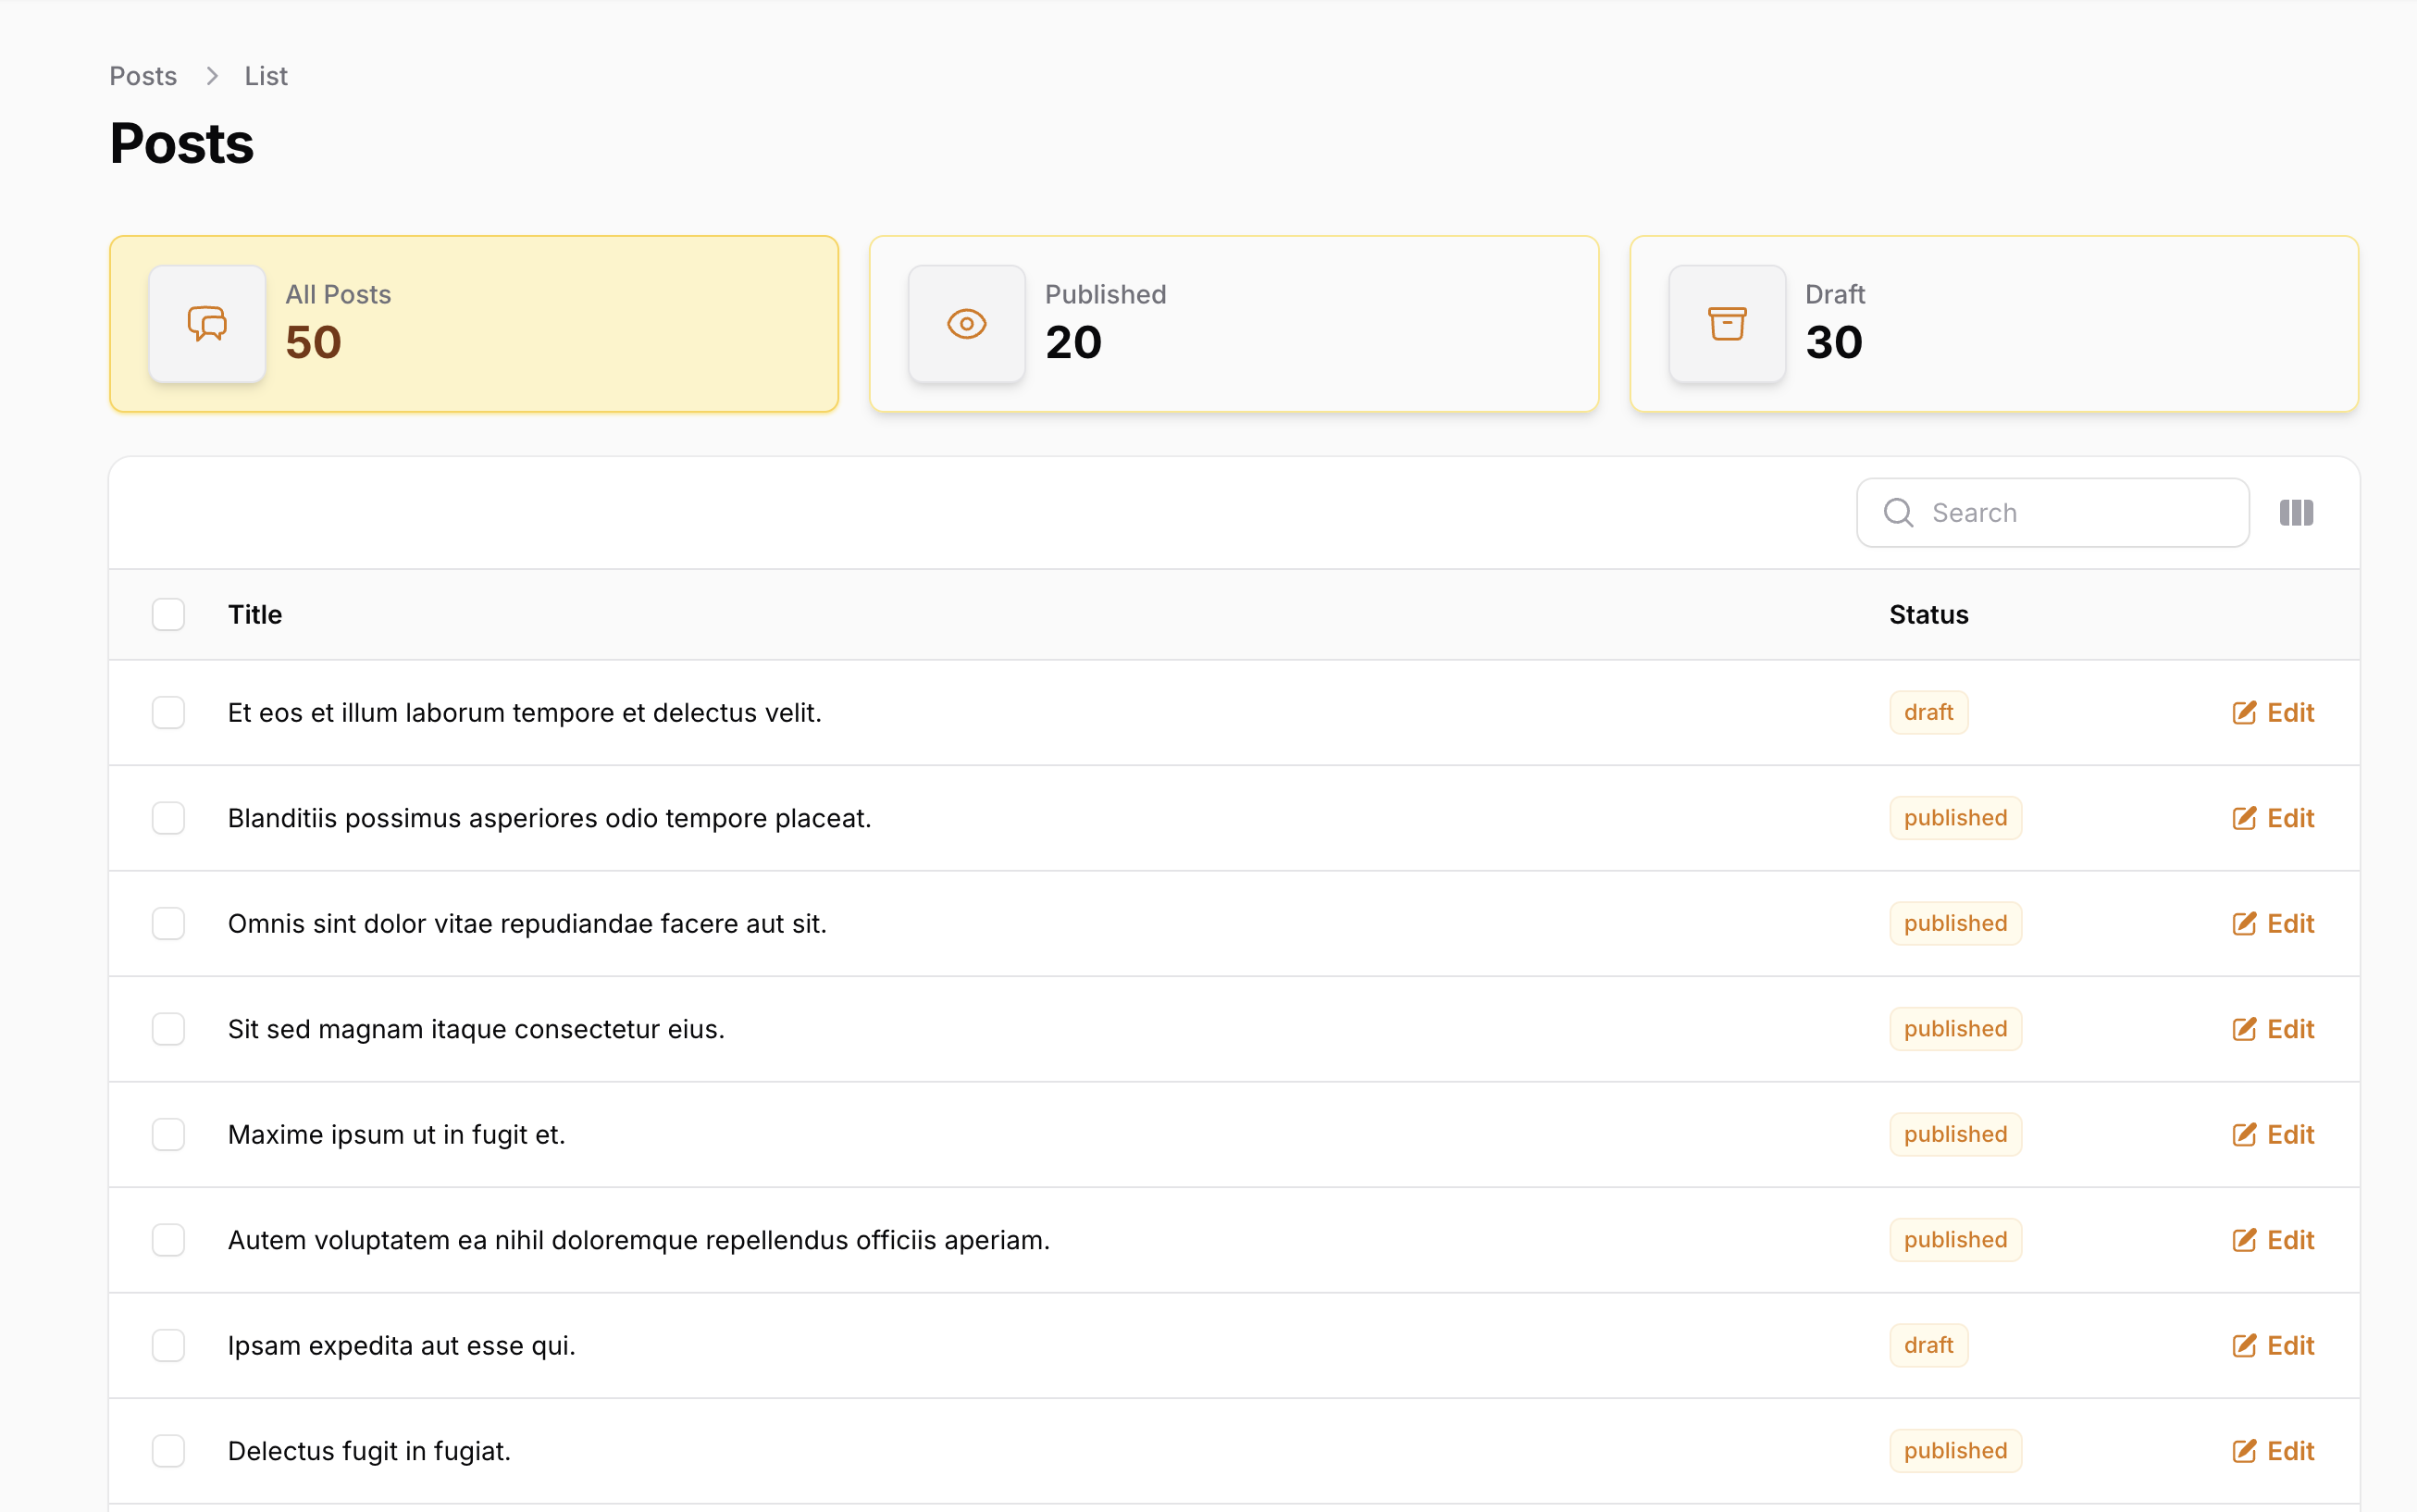 Posts > List
Posts
All Posts
50
Published
20
Draft
30
Search
Title Status
Et eos et illum laborum tempore et delectus velit. draft Edit
Blanditiis possimus asperiores odio tempore placeat. published Edit
Omnis sint dolor vitae repudiandae facere aut sit. published Edit
Sit sed magnam itaque consectetur eius. published Edit
Maxime ipsum ut in fugit et. published Edit
Autem voluptatem ea nihil doloremque repellendus officiis aperiam. published Edit
Ipsam expedita aut esse qui. draft Edit
Delectus fugit in fugiat. published Edit